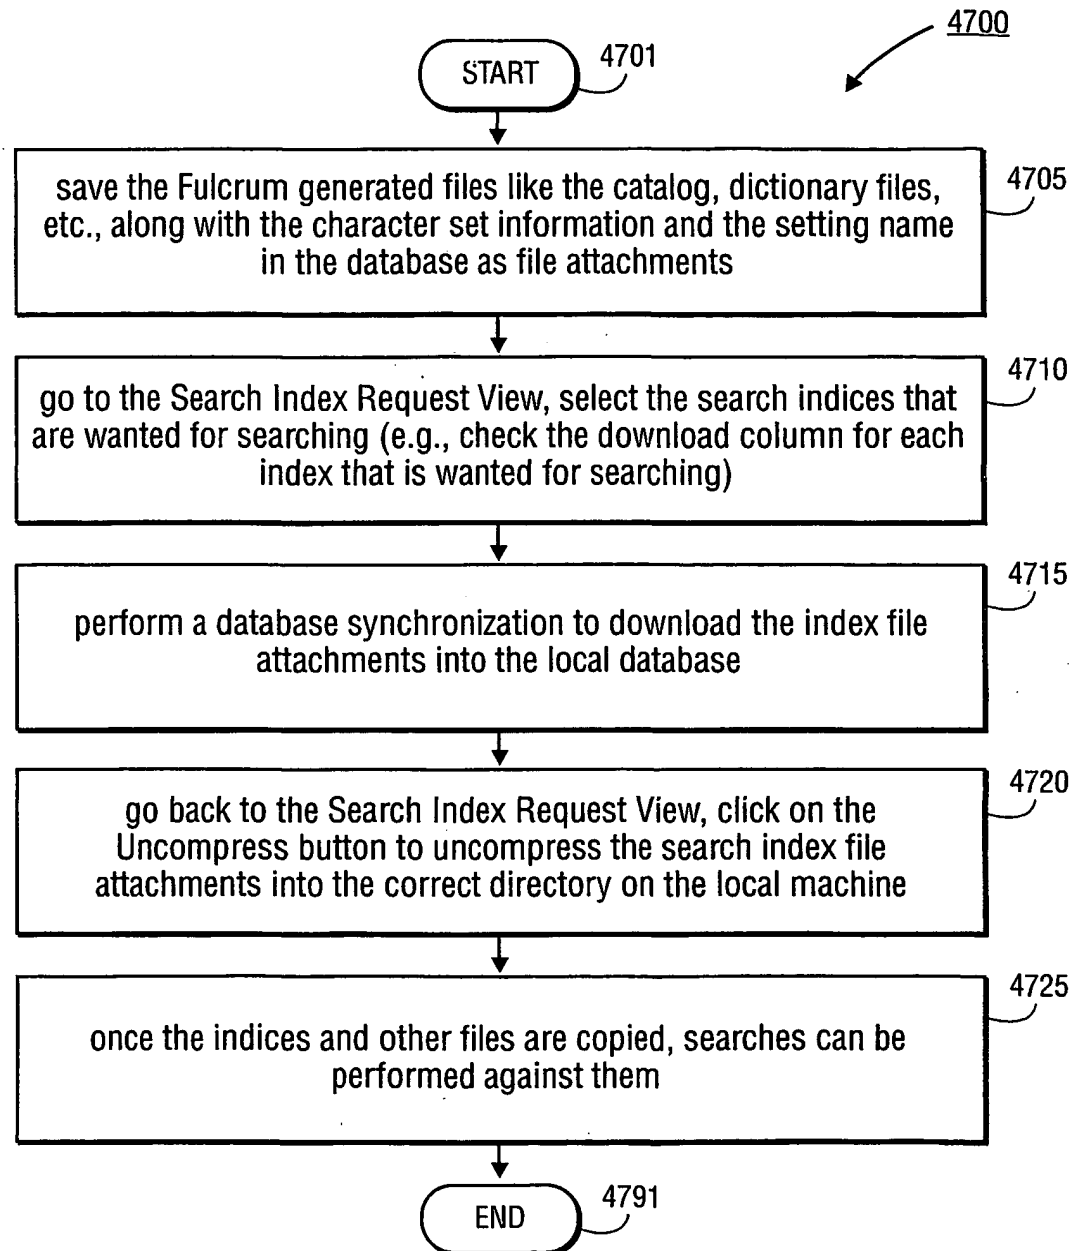 4700
START
4701
save the Fulcrum generated files like the catalog, dictionary files,
etc., along with the character set information and the setting name
in the database as file attachments
4705
go to the Search Index Request View, select the search indices that
are wanted for searching (e.g., check the download column for each
index that is wanted for searching)
4710
perform a database synchronization to download the index file
attachments into the local database
4715
go back to the Search Index Request View, click on the
Uncompress button to uncompress the search index file
attachments into the correct directory on the local machine
4720
once the indices and other files are copied, searches can be
performed against them
4725
END
4791